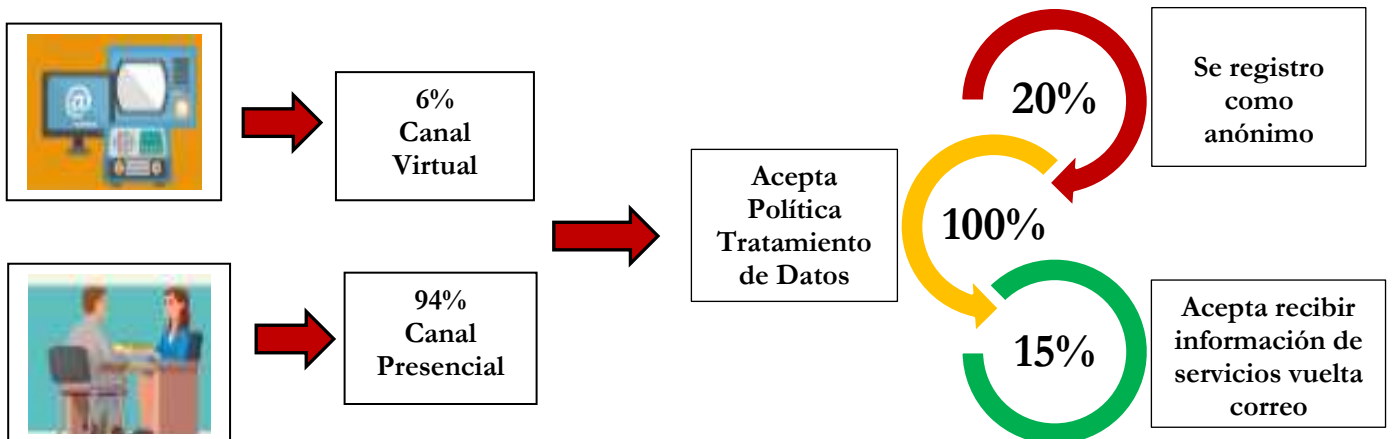 @
6%
Canal
Virtual
94%
Canal
Presencial
Acepta
Política
Tratamiento
de Datos
20%
100%
15%
Se registro
como
anónimo
Acepta recibir
información de
servicios vuelta
correo